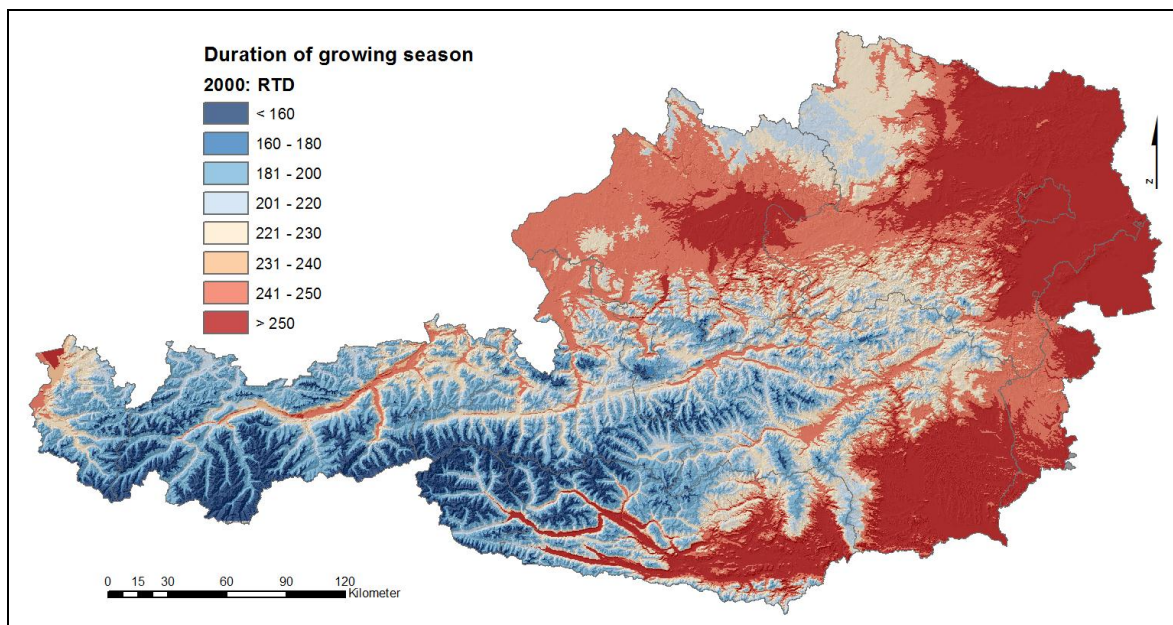 Duration of growing season
2000: RTD
< 160
160 - 180
181 - 200
201 - 220
221 - 230
231 - 240
241 - 250
> 250
N
0 15 30 60 90 120
Kilometer